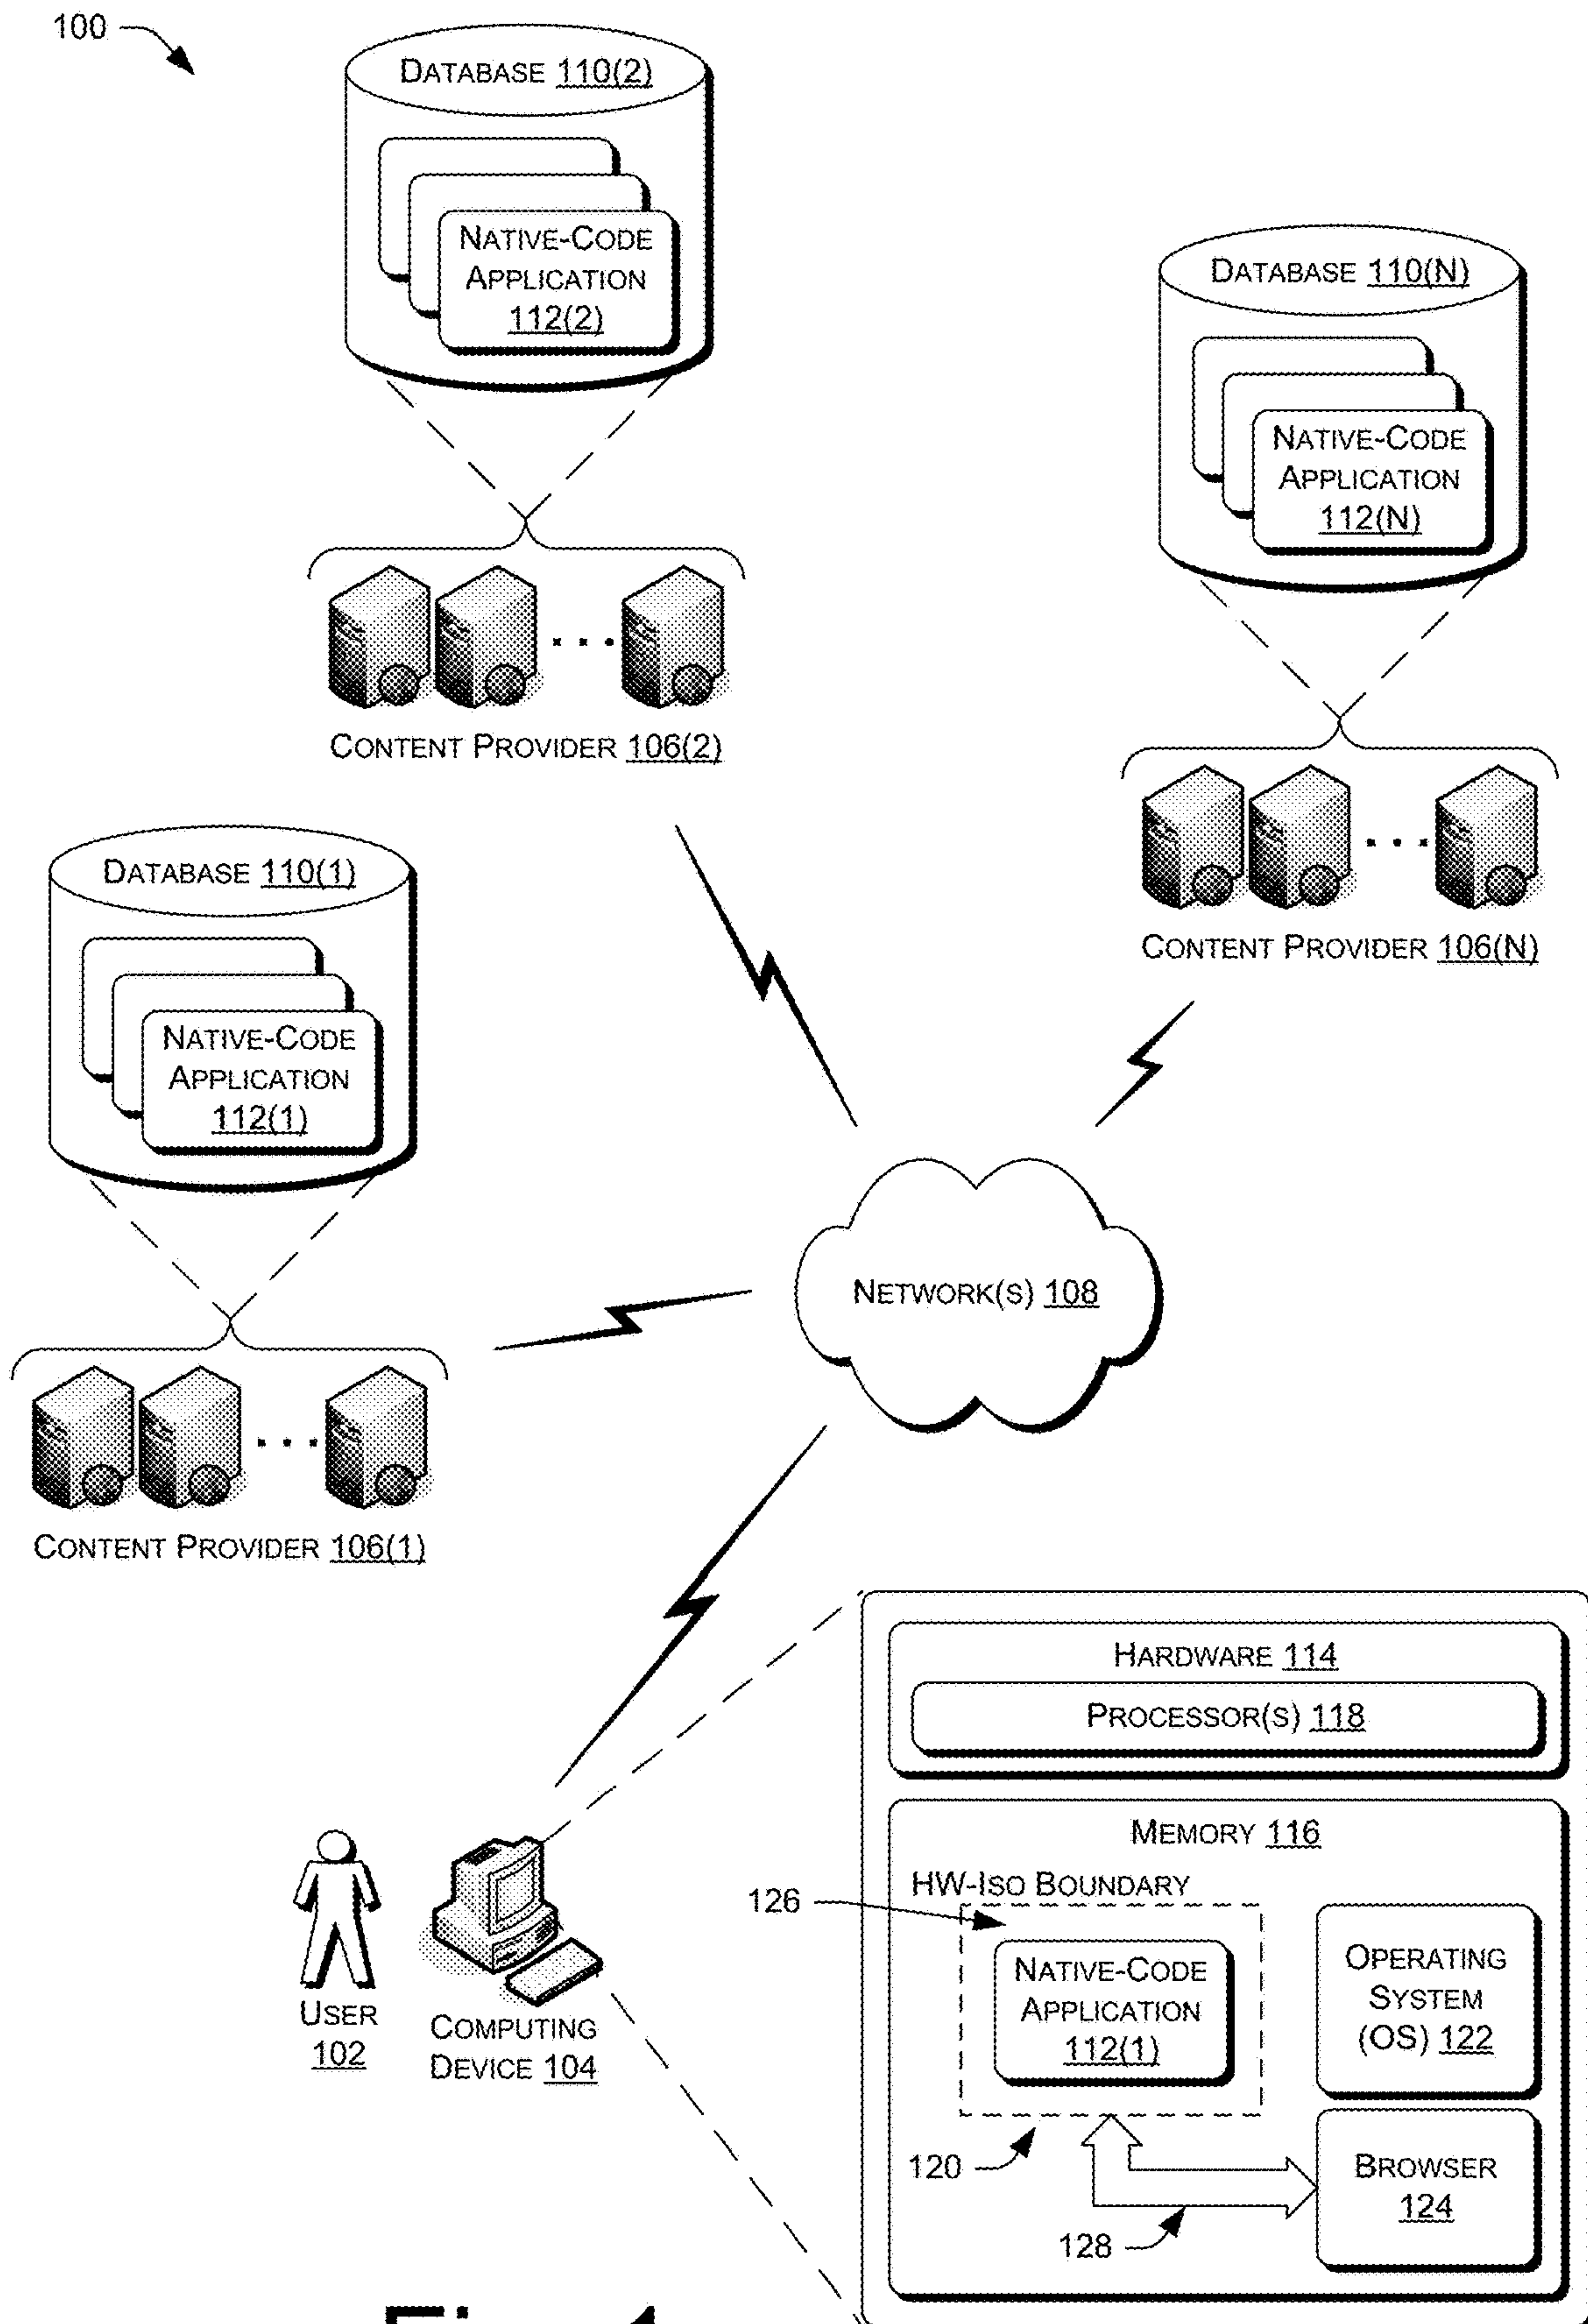 100
DATABASE 110(2)
NATIVE-CODE
APPLICATION
112(2)
CONTENT PROVIDER 106(2)
DATABASE 110(N)
NATIVE-CODE
APPLICATION
112(N)
CONTENT PROVIDER 106(N)
DATABASE 110(1)
NATIVE-CODE
APPLICATION
112(1)
CONTENT PROVIDER 106(1)
NETWORK(S) 108
USER
102
COMPUTING
DEVICE 104
HARDWARE 114
PROCESSOR(S) 118
MEMORY 116
HW-ISO BOUNDARY
126
NATIVE-CODE
APPLICATION
112(1)
120
OPERATING
SYSTEM
(OS) 122
BROWSER
124
128